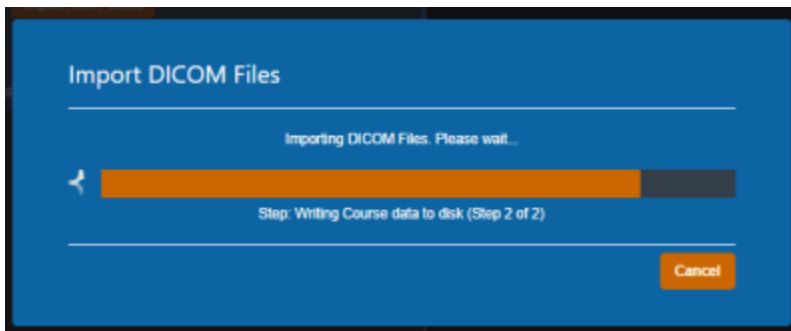 Import DICOM Files
Importing DICOM Files. Please wait...
Step: Writing Course data to disk (Step 2 of 2)
Cancel